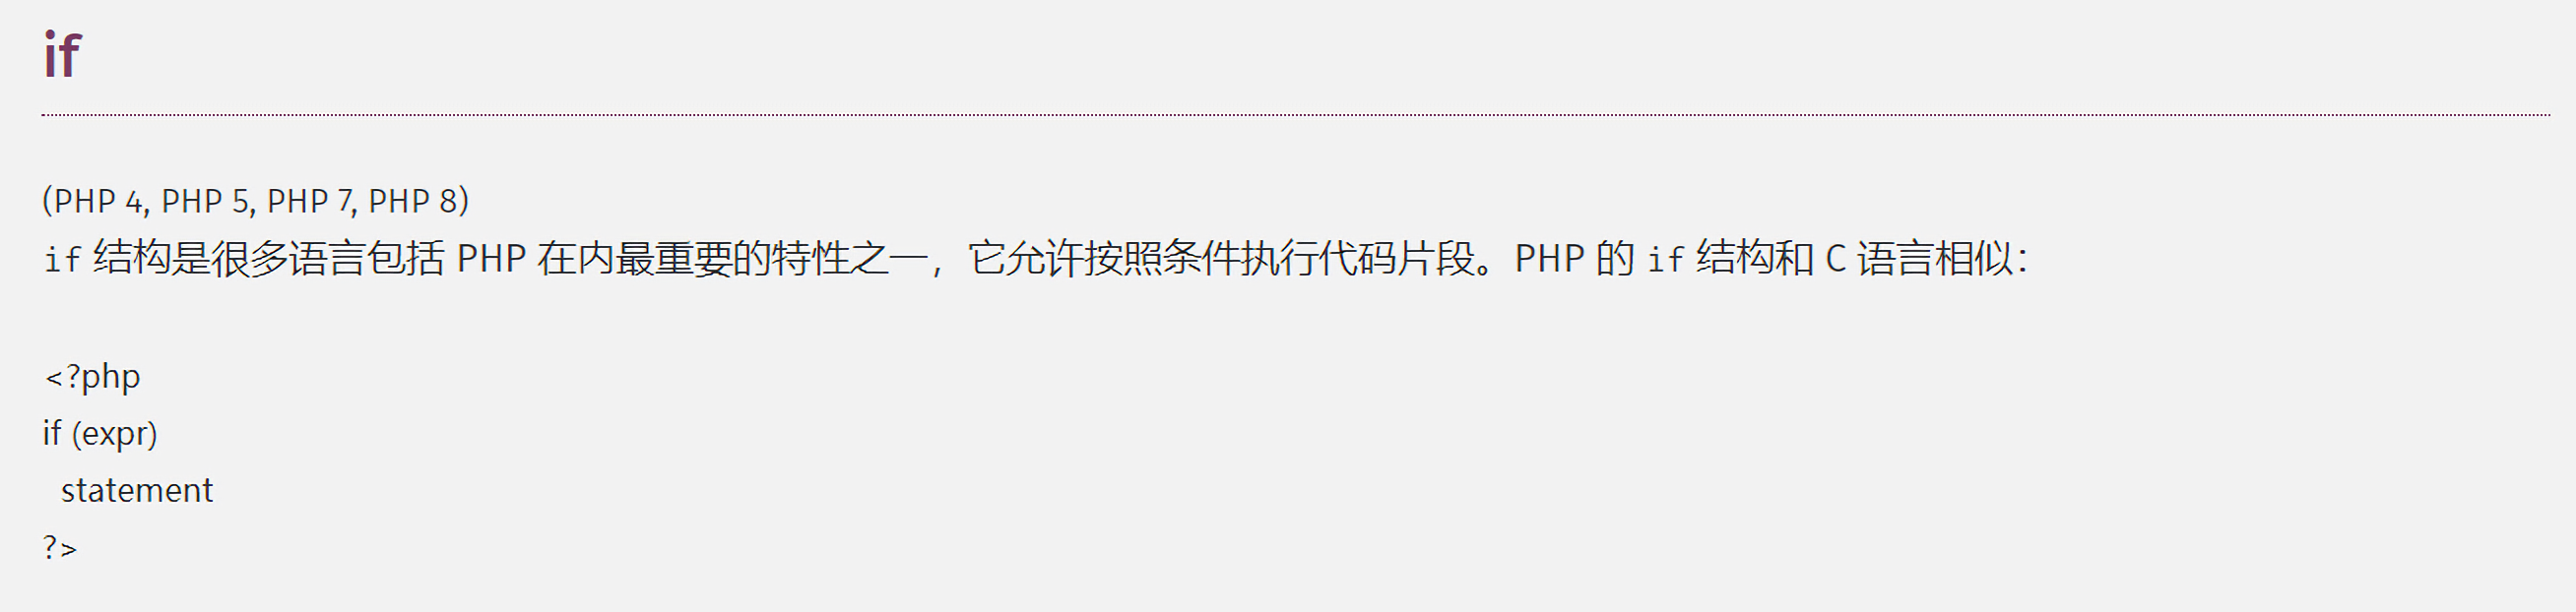 if
(PHP 4, PHP 5, PHP 7, PHP 8)
if 结构是很多语言包括 PHP 在内最重要的特性之一，它允许按照条件执行代码片段。PHP 的 if 结构和 C 语言相似：
<?php
if (expr)
  statement
?>